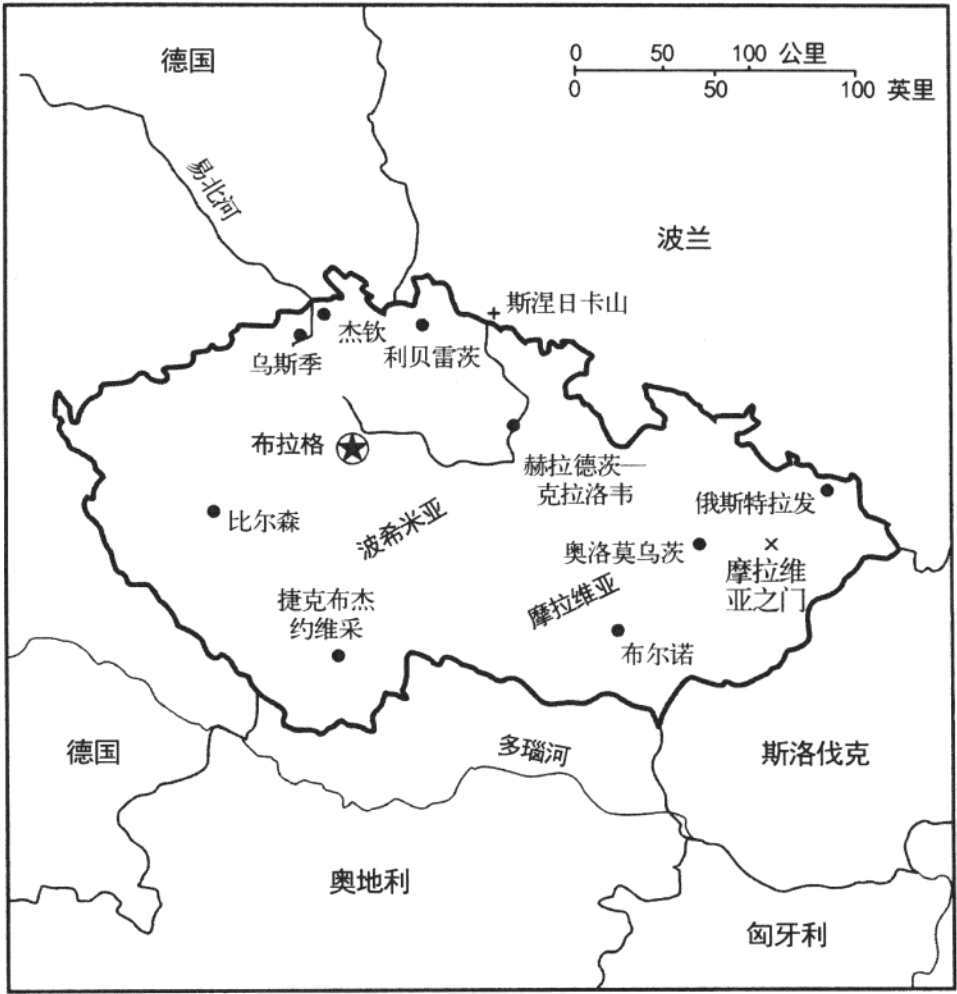 德国
0 50 100 公里
0 50 100 英里
易北河
波兰
斯涅日卡山
杰钦
乌斯季
利贝雷茨
布拉格
赫拉德茨—
克拉洛韦
俄斯特拉发
比尔森
波希米亚
奥洛莫乌茨
摩拉维
亚之门
捷克布杰
约维采
摩拉维亚
布尔诺
德国
多瑙河
斯洛伐克
奥地利
匈牙利